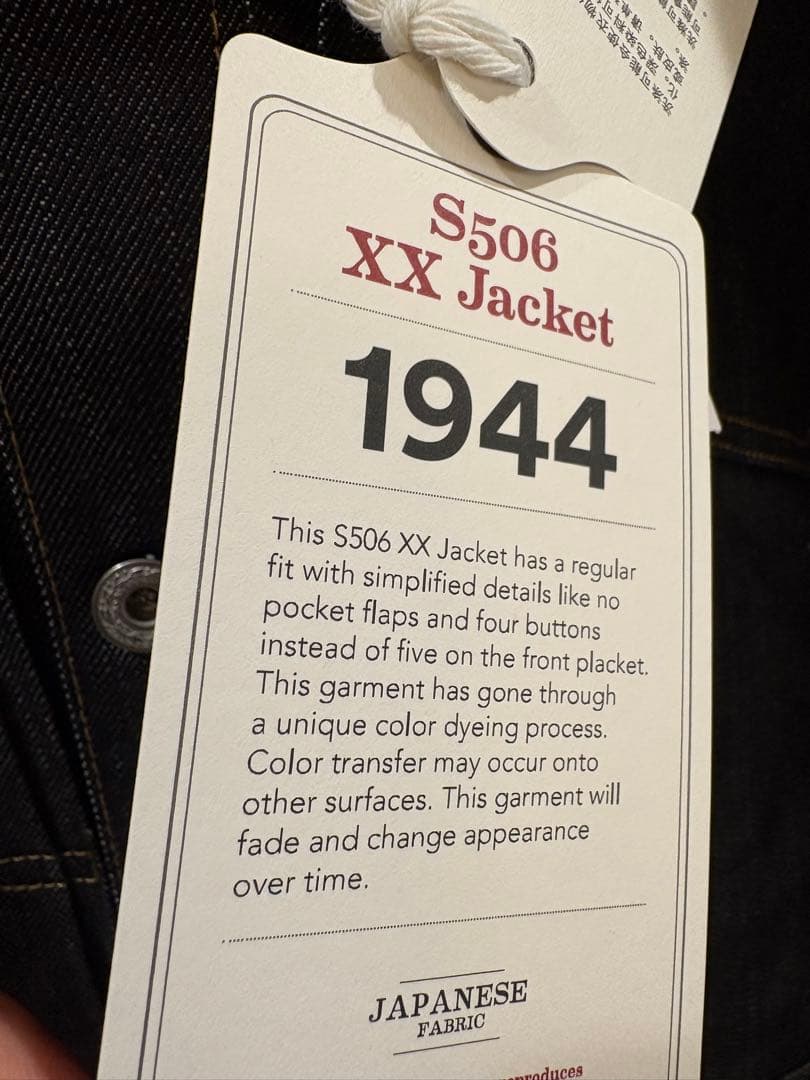 S506
XX Jacket
1944
This S506 XX Jacket has a regular
fit with simplified details like no
pocket flaps and four buttons
instead of five on the front placket.
This garment has gone through
a unique color dyeing process.
Color transfer may occur onto
other surfaces. This garment will
fade and change appearance
over time.
JAPANESE
FABRIC